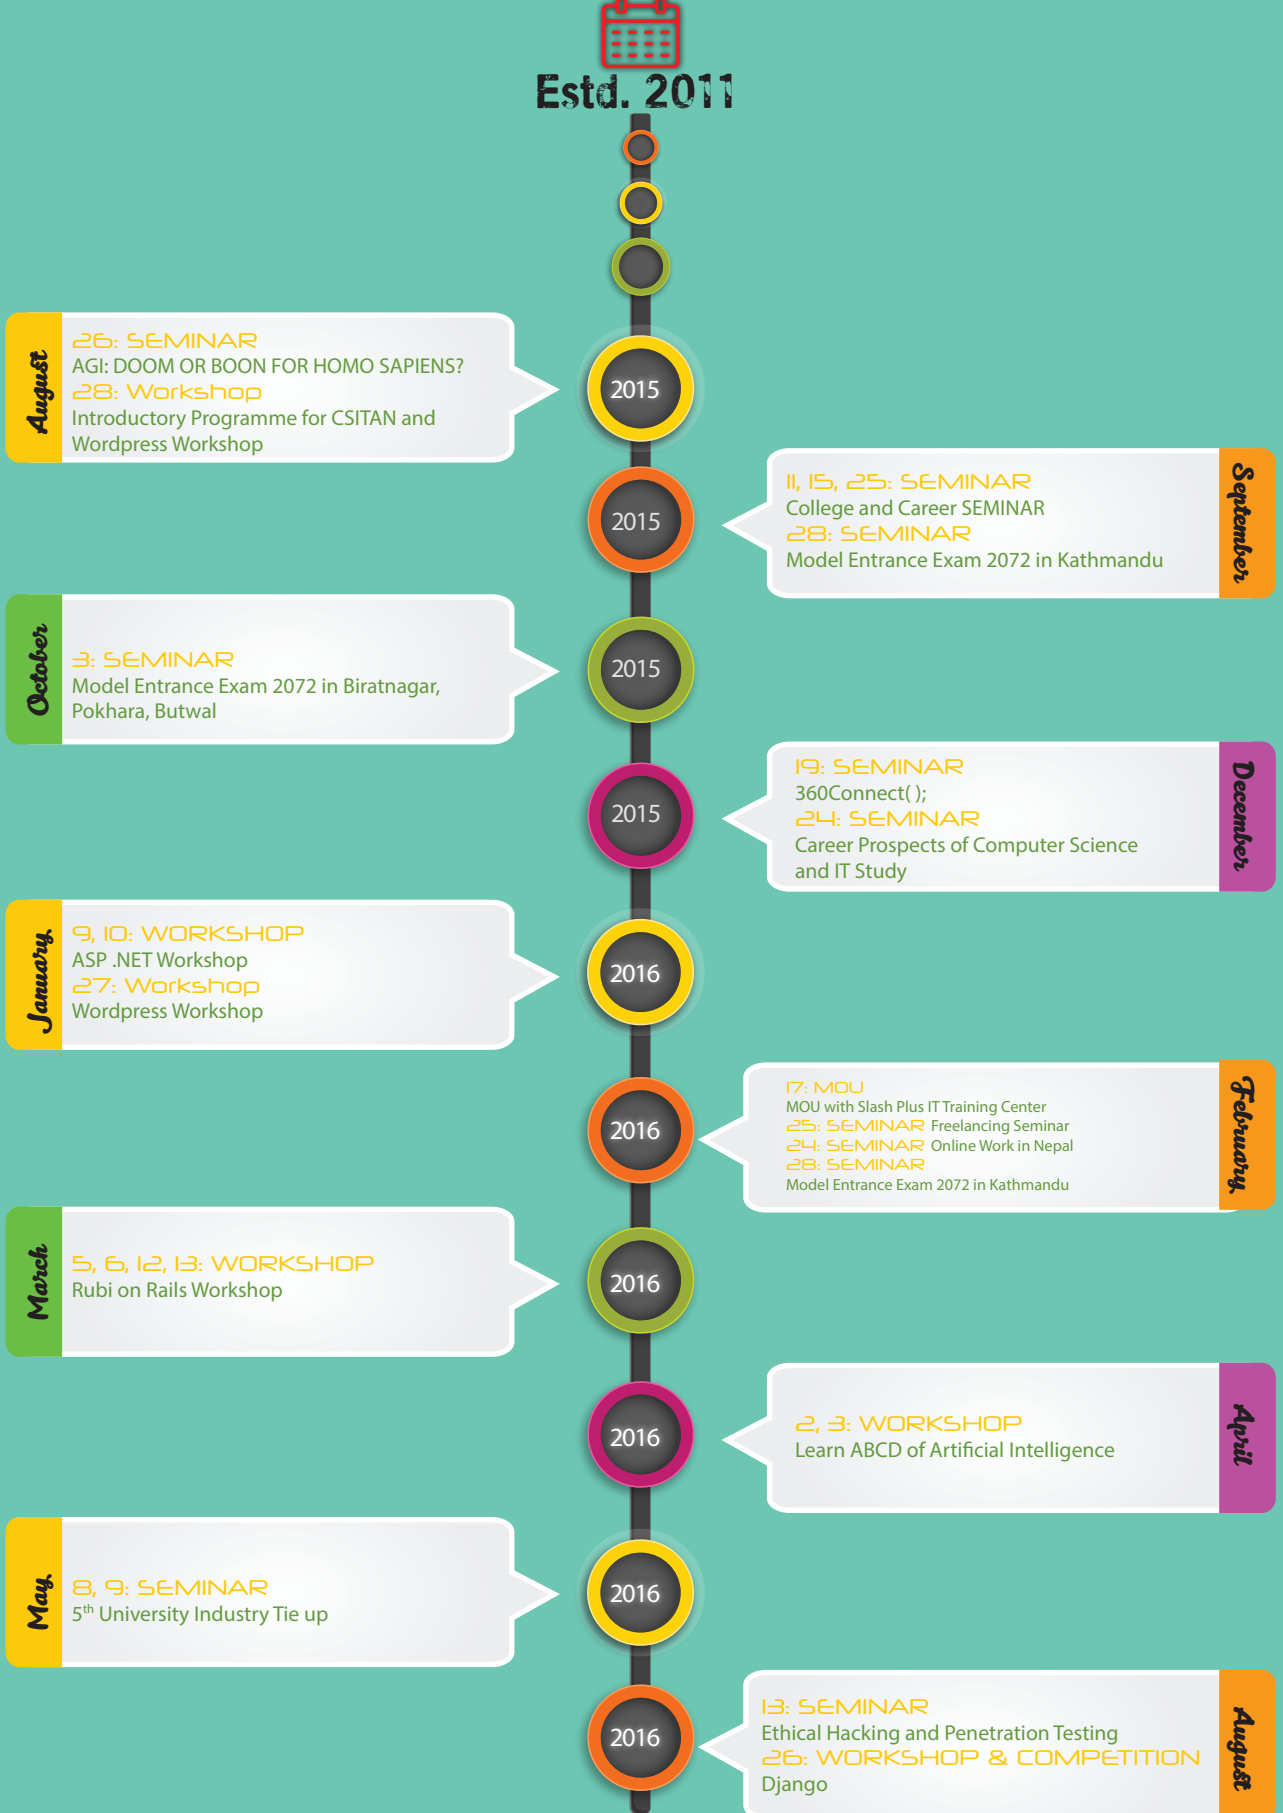 Estd. 2011
August
26: SEMINAR
AGI: DOOM OR BOON FOR HOMO SAPIENS?
28: Workshop
Introductory Programme for CSITAN and
Wordpress Workshop
2015
September
11, 15, 25: SEMINAR
College and Career SEMINAR
28: SEMINAR
Model Entrance Exam 2072 in Kathmandu
2015
October
3: SEMINAR
Model Entrance Exam 2072 in Biratnagar,
Pokhara, Butwal
2015
December
19: SEMINAR
360Connect( );
24: SEMINAR
Career Prospects of Computer Science
and IT Study
2015
January
9, 10: WORKSHOP
ASP .NET Workshop
27: Workshop
Wordpress Workshop
2016
February
17: MOU
MOU with Slash Plus IT Training Center
25: SEMINAR Freelancing Seminar
24: SEMINAR Online Work in Nepal
28: SEMINAR
Model Entrance Exam 2072 in Kathmandu
2016
March
5, 6, 12, 13: WORKSHOP
Rubi on Rails Workshop
2016
April
2, 3: WORKSHOP
Learn ABCD of Artificial Intelligence
2016
May
8, 9: SEMINAR
5th University Industry Tie up
2016
August
13: SEMINAR
Ethical Hacking and Penetration Testing
26: WORKSHOP & COMPETITION
Django
2016